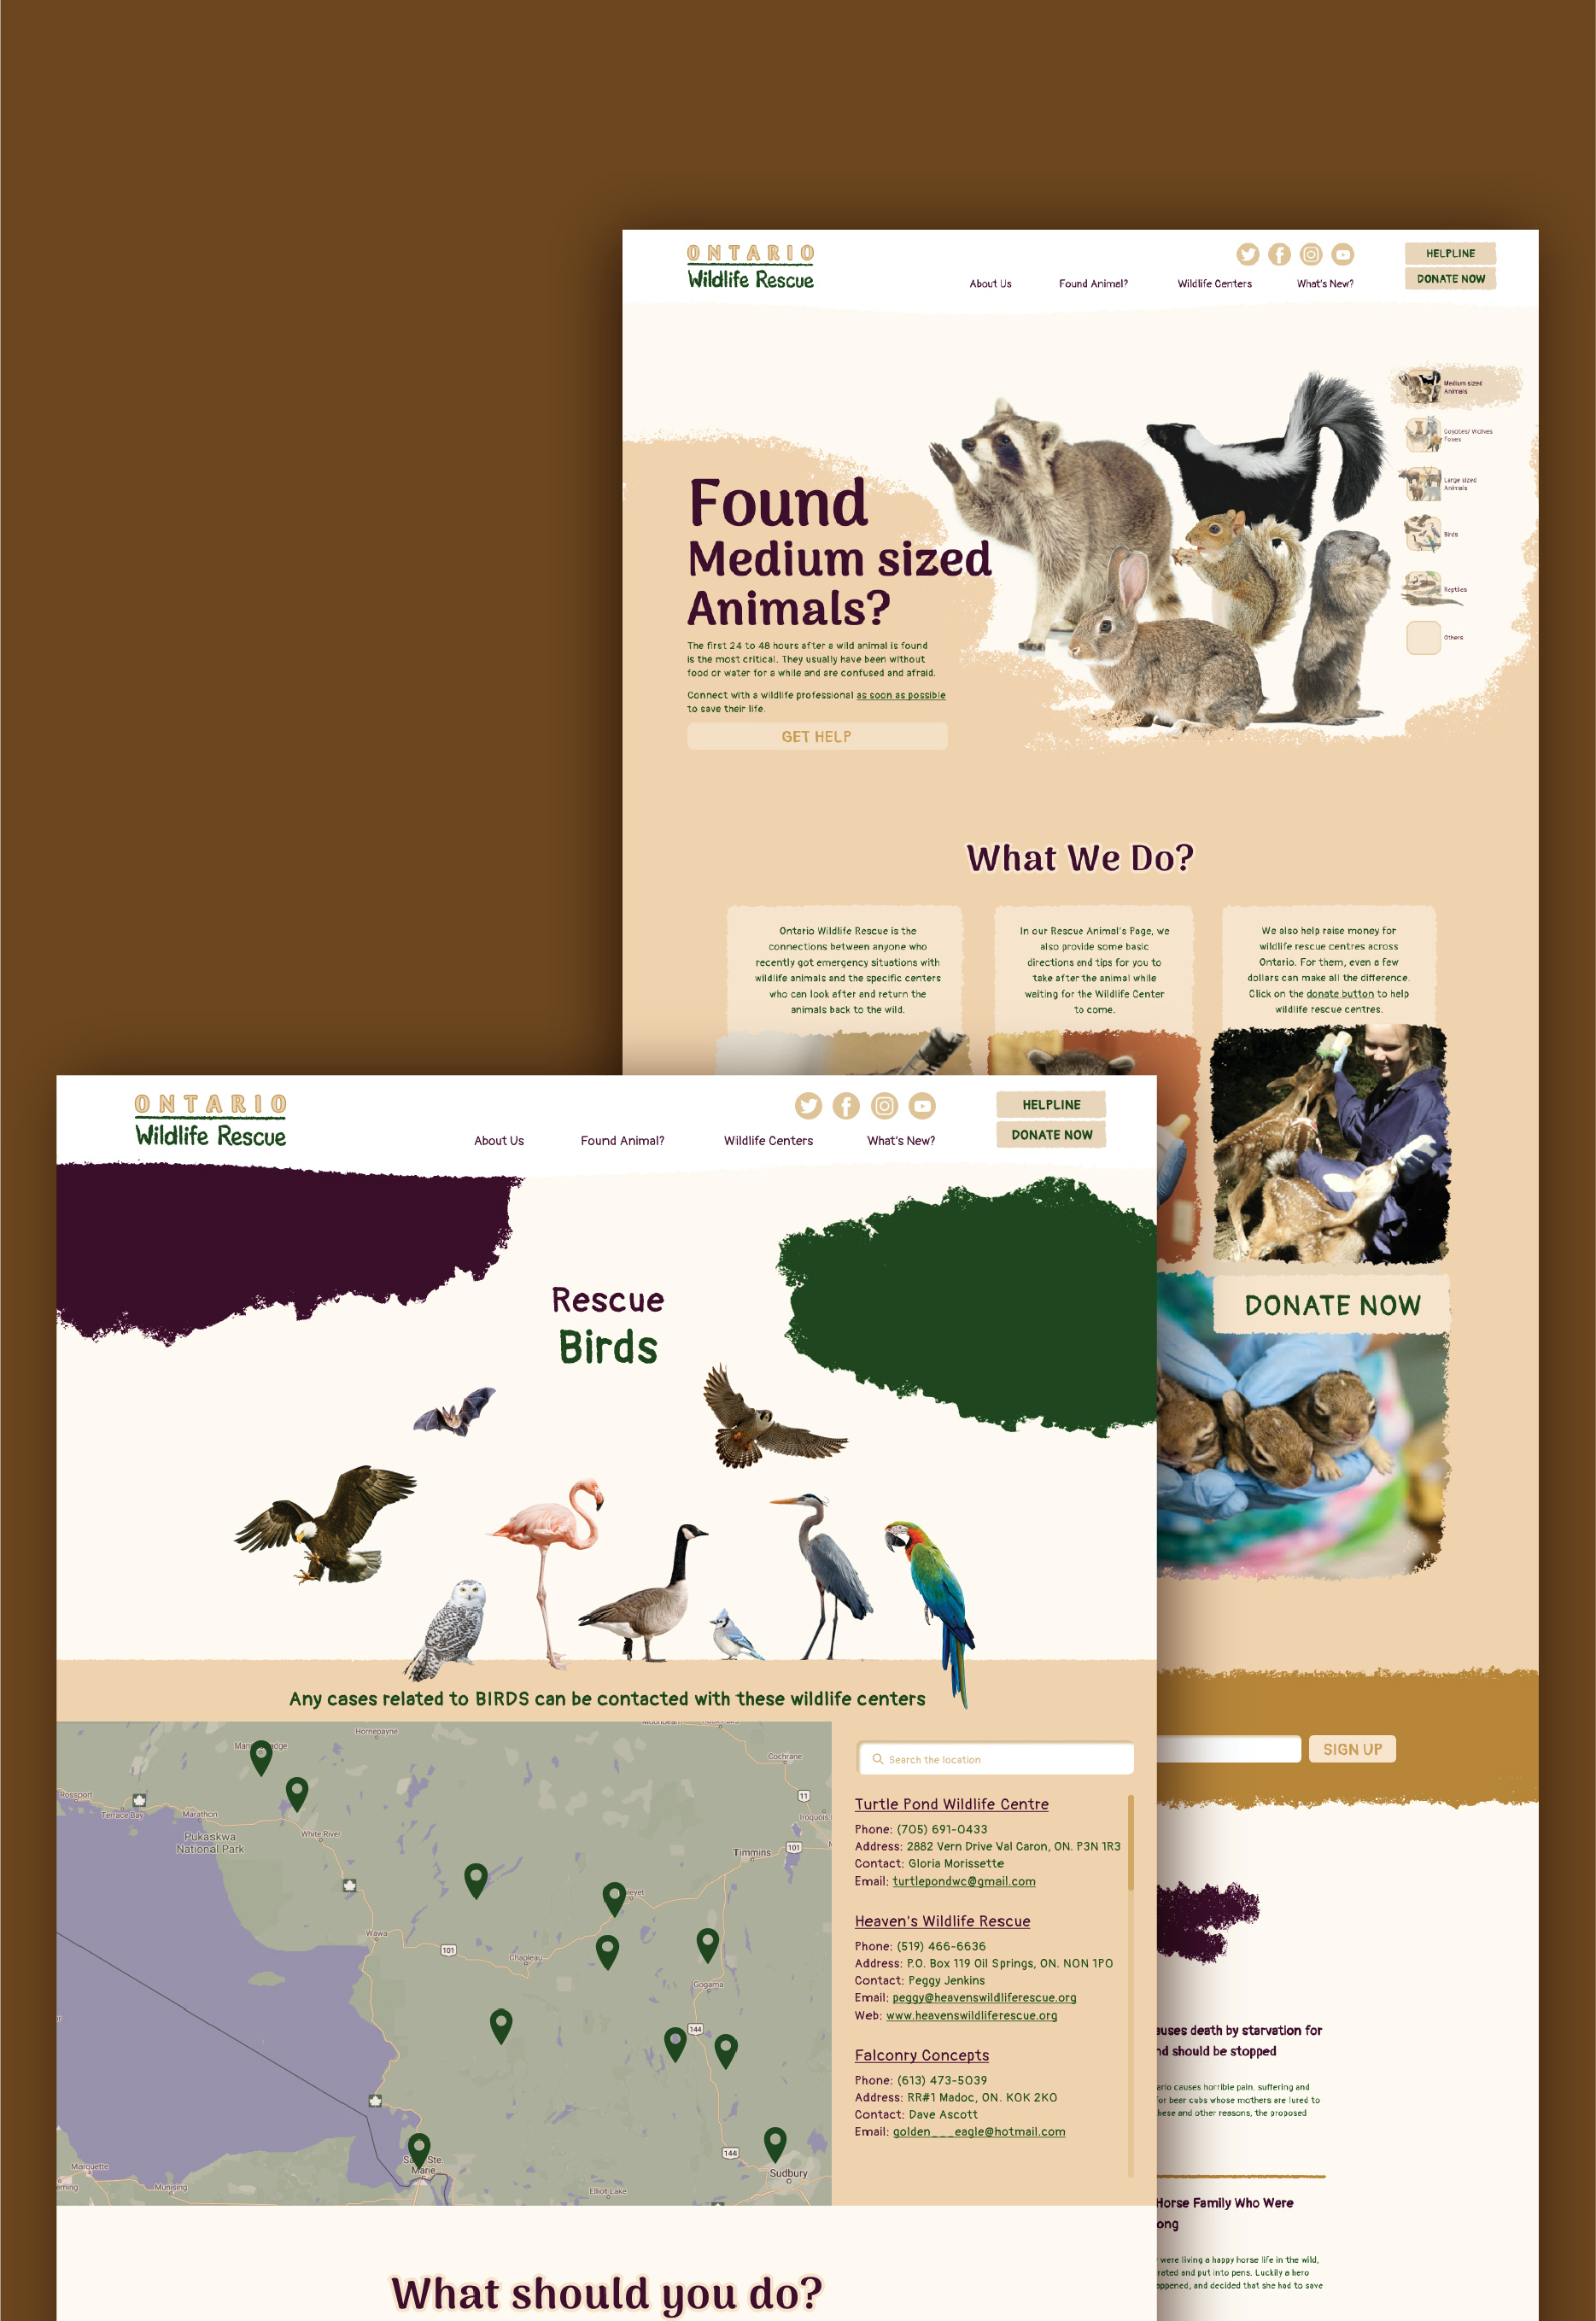 ONTARIO
Wildlife Rescue
HELPLINE
DONATE NOW
About Us
Found Animal?
Wildlife Centers
What's New?
Medium sized
Animals
Coyotes/ Wolves
Foxes
Large sized
Animals
Birds
Reptiles
Others
Found
Medium sized
Animals?
The first 24 to 48 hours after a wild animal is found
is the most critical. They usually have been without
food or water for a while and are confused and afraid.
Connect with a wildlife professional as soon as possible
to save their life.
GET HELP
What We Do?
Ontario Wildlife Rescue is the
connections between anyone who
recently got emergency situations with
wildlife animals and the specific centers
who can look after and return the
animals back to the wild.
In our Rescue Animal's Page, we
also provide some basic
directions and tips for you to
take after the animal while
waiting for the Wildlife Center
to come.
We also help raise money for
wildlife rescue centres across
Ontario. For them, even a few
dollars can make all the difference.
Click on the donate button to help
wildlife rescue centres.
DONATE NOW
SIGN UP
auses death by starvation for
nd should be stopped
ario causes horrible pain, suffering and
for beer cubs whose mothers are lured to
hese and other reasons, the proposed
Horse Family Who Were
ong
were living a happy horse life in the wild,
rated and put into pens. Luckily a hero
appened, and decided that she had to save
ONTARIO
Wildlife Rescue
HELPLINE
DONATE NOW
About Us
Found Animal?
Wildlife Centers
What's New?
Rescue
Birds
Any cases related to BIRDS can be contacted with these wildlife centers
Hornepayne
Cochrane
Rossport
Terrace Bay
Marathon
11
Iroquois
Pukaskwa
National Park
White River
101
Timmins
Wawa
101
Chapleau
Gogama
144
144
Ste.
Marie
Sudbury
Marquette
Munising
Elliot Lake
Search the location
Turtle Pond Wildlife Centre
Phone: (705) 691-0433
Address: 2882 Vern Drive Val Caron, ON. P3N 1R3
Contact: Gloria Morissette
Email: turtlepondwc@gmail.com
Heaven's Wildlife Rescue
Phone: (519) 466-6636
Address: P.O. Box 119 Oil Springs, ON. N0N 1P0
Contact: Peggy Jenkins
Email: peggy@heavenswildliferescue.org
Web: www.heavenswildliferescue.org
Falconry Concepts
Phone: (613) 473-5039
Address: RR#1 Madoc, ON. K0K 2K0
Contact: Dave Ascott
Email: golden___eagle@hotmail.com
What should you do?